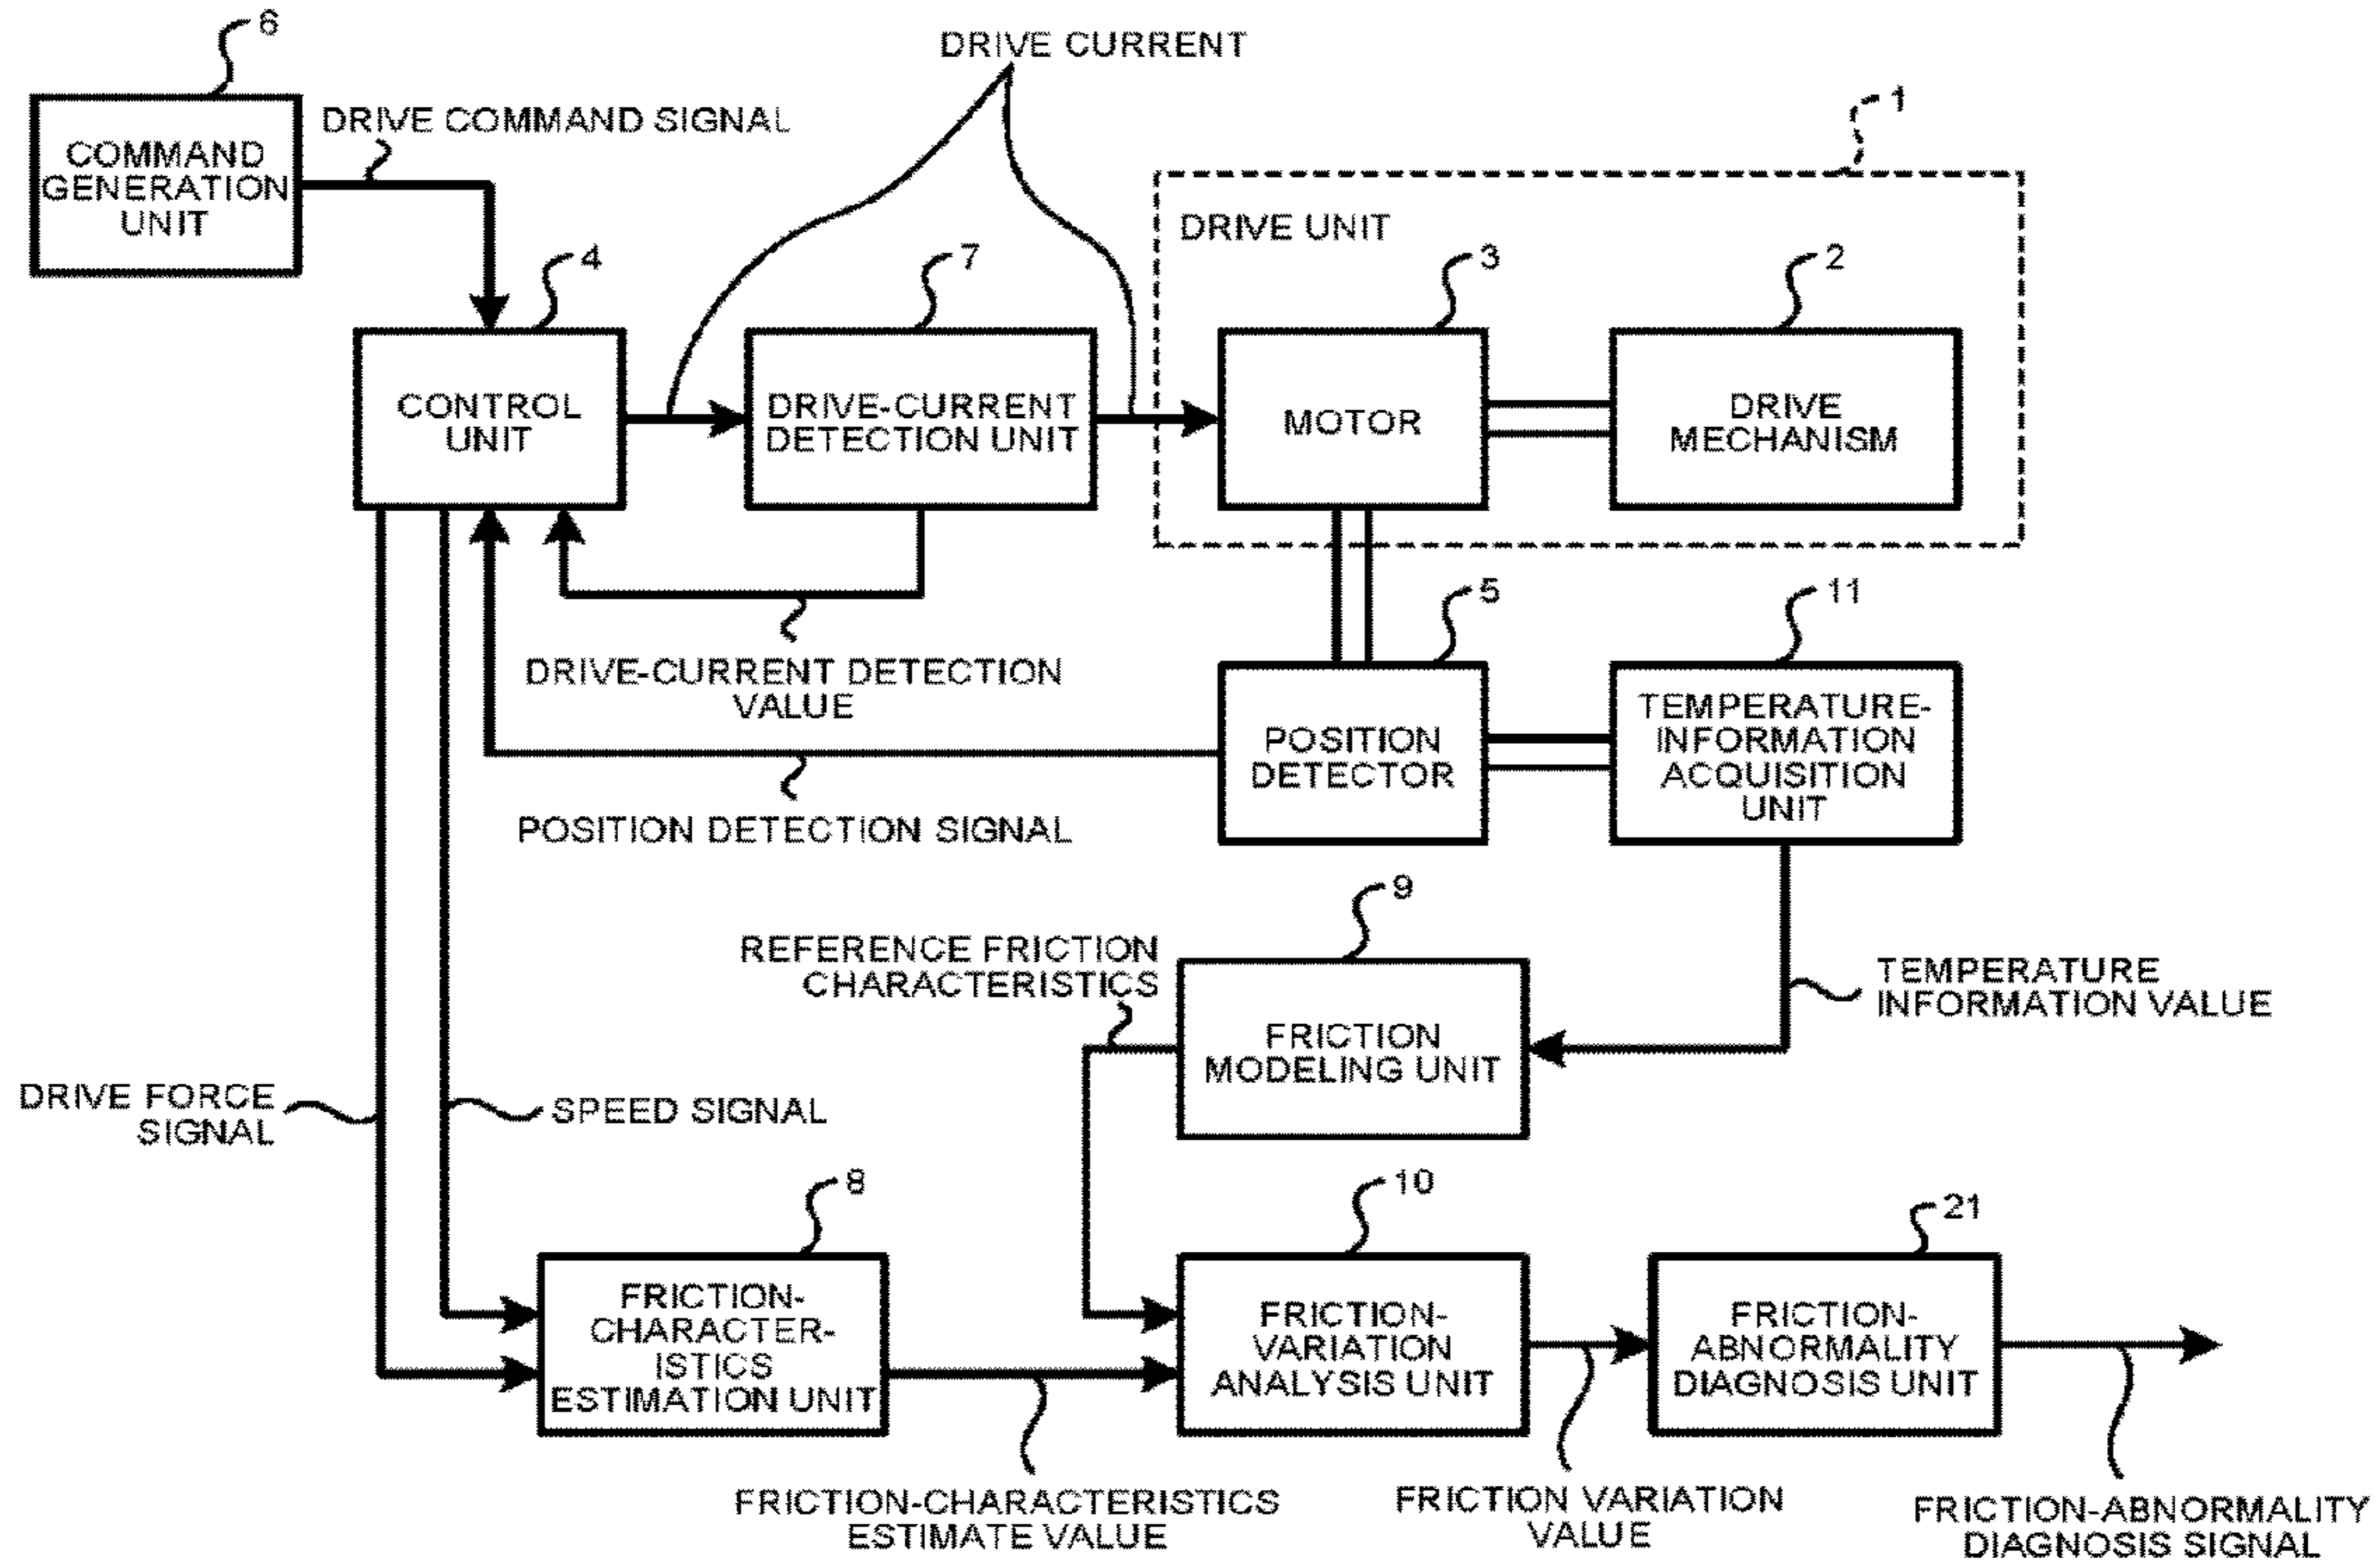 6
DRIVE CURRENT
1
DRIVE COMMAND SIGNAL
COMMAND
GENERATION
UNIT
DRIVE UNIT
4
7
3
2
CONTROL
UNIT
DRIVE-CURRENT
DETECTION UNIT
MOTOR
DRIVE
MECHANISM
5
11
DRIVE-CURRENT DETECTION
VALUE
POSITION
DETECTOR
TEMPERATURE-
INFORMATION
ACQUISITION
UNIT
POSITION DETECTION SIGNAL
9
REFERENCE FRICTION
CHARACTERISTICS
FRICTION
MODELING UNIT
TEMPERATURE
INFORMATION VALUE
DRIVE FORCE
SIGNAL
SPEED SIGNAL
8
10
21
FRICTION-
CHARACTER-
ISTICS
ESTIMATION UNIT
FRICTION-
VARIATION
ANALYSIS UNIT
FRICTION-
ABNORMALITY
DIAGNOSIS UNIT
FRICTION-CHARACTERISTICS
ESTIMATE VALUE
FRICTION VARIATION
VALUE
FRICTION-ABNORMALITY
DIAGNOSIS SIGNAL